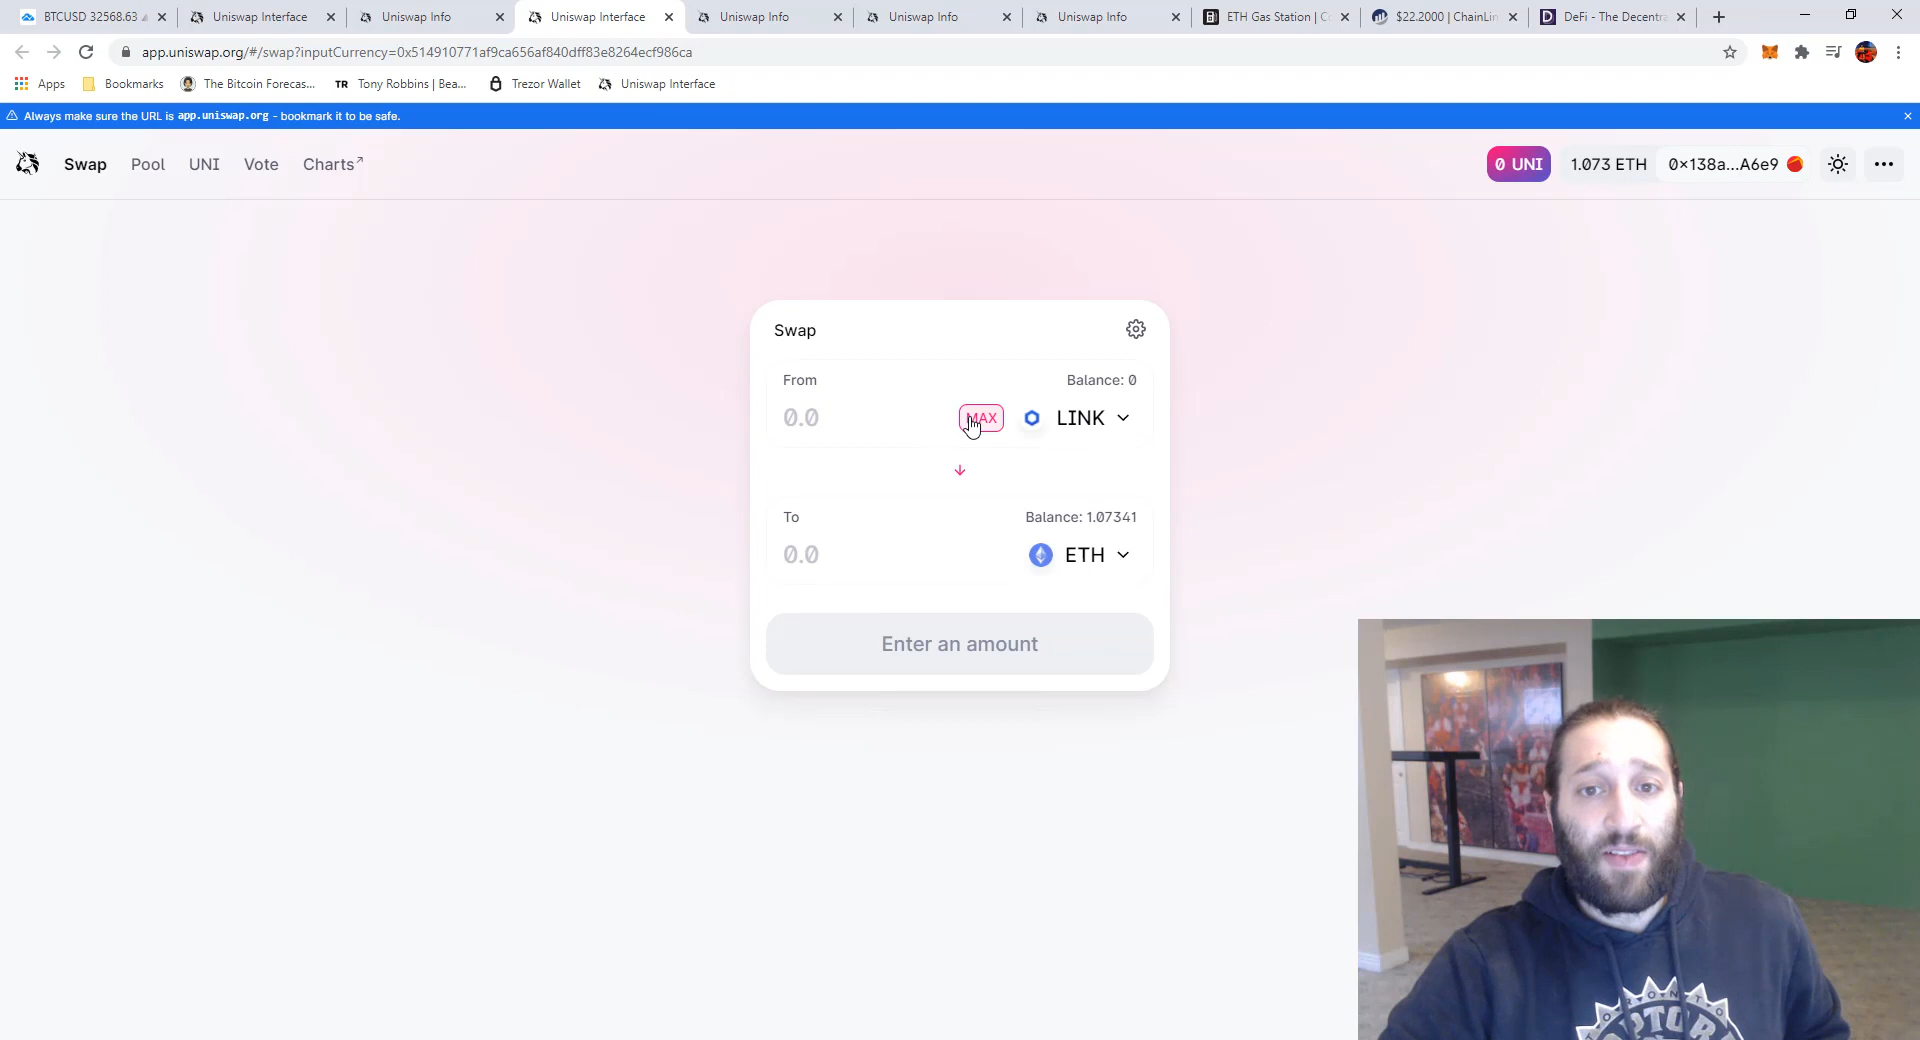 BTCUSD 32568.63
Uniswap Interface
Uniswap Info
Uniswap Interface
Uniswap Info
Uniswap Info
Uniswap Info
ETH Gas Station | Co
$22.2000 | ChainLin
DeFi - The Decentra
app.uniswap.org/#/swap?inputCurrency=0x514910771af9ca656af840dff83e8264ecf986ca
Apps
Bookmarks
The Bitcoin Forecas...
TR Tony Robbins | Bea...
Trezor Wallet
Uniswap Interface
Always make sure the URL is app.uniswap.org - bookmark it to be safe.
Swap
Pool
UNI
Vote
Charts↗
0 UNI
1.073 ETH
0×138a...A6e9
Swap
From
Balance: 0
0.0
MAX
LINK
To
Balance: 1.07341
0.0
ETH
Enter an amount